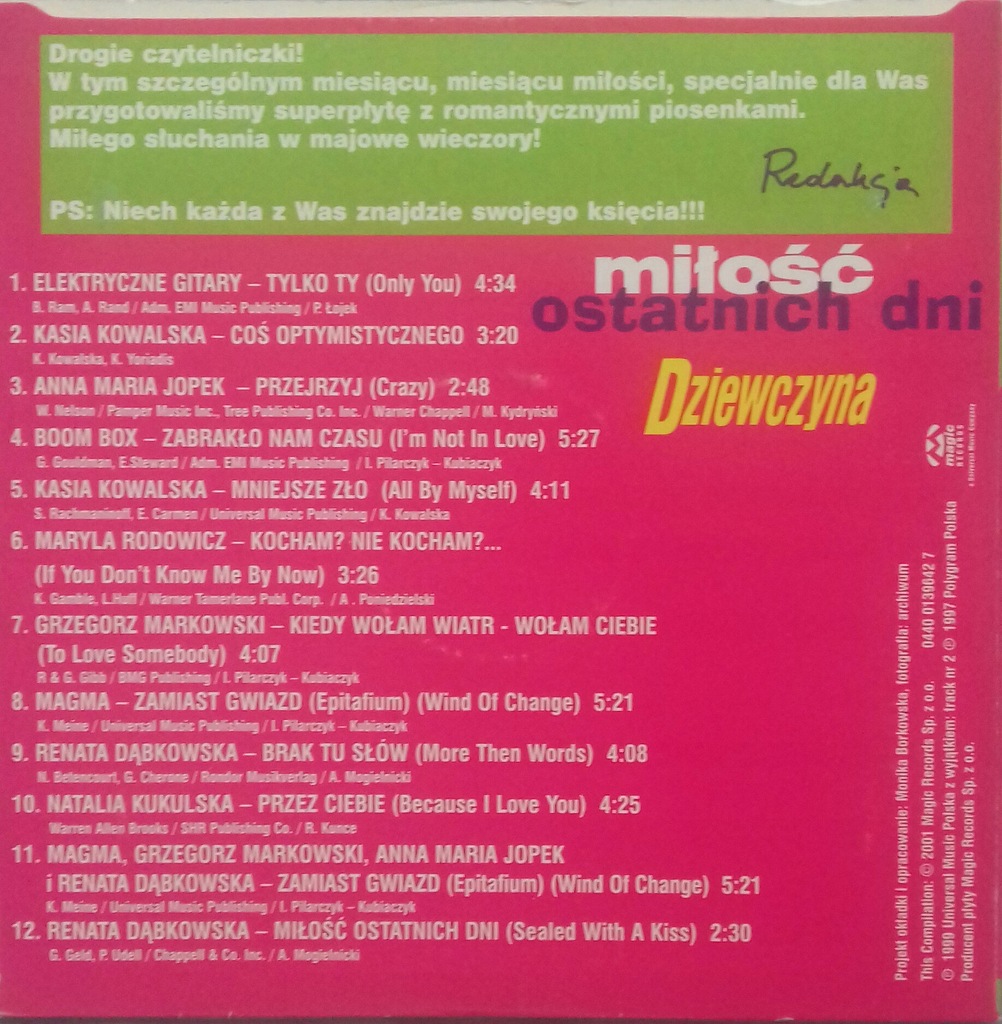 Drogie czytelniczki!
W tym szczególnym miesiącu, miesiącu miłości, specjalnie dla Was
przygotowaliśmy superpłytę z romantycznymi piosenkami.
Miłego słuchania w majowe wieczory!
Redakcja
PS: Niech każda z Was znajdzie swojego księcia!!!
miłość
ostatnich dni
Dziewczyna
1. ELEKTRYCZNE GITARY – TYLKO TY (Only You) 4:34
B. Ram, A. Rand / Adm. EMI Music Publishing / P. Łojek
2. KASIA KOWALSKA – COŚ OPTYMISTYCZNEGO 3:20
K. Kowalska, K. Yoriadis
3. ANNA MARIA JOPEK – PRZEJRZYJ (Crazy) 2:48
W. Nelson / Pamper Music Inc., Tree Publishing Co. Inc. / Warner Chappell / M. Kydryński
4. BOOM BOX – ZABRAKŁO NAM CZASU (I'm Not In Love) 5:27
G. Gouldman, E.Steward / Adm. EMI Music Publishing / I. Pilarczyk – Kubiaczyk
5. KASIA KOWALSKA – MNIEJSZE ZŁO (All By Myself) 4:11
S. Rachmaninoff, E. Carmen / Universal Music Publishing / K. Kowalska
6. MARYLA RODOWICZ – KOCHAM? NIE KOCHAM?...
(If You Don't Know Me By Now) 3:26
K. Gamble, L.Huff / Warner Tamerlane Publ. Corp. / A . Poniedzielski
7. GRZEGORZ MARKOWSKI – KIEDY WOŁAM WIATR - WOŁAM CIEBIE
(To Love Somebody) 4:07
R & G. Gibb / BMG Publishing / I. Pilarczyk – Kubiaczyk
8. MAGMA – ZAMIAST GWIAZD (Epitafium) (Wind Of Change) 5:21
K. Meine / Universal Music Publishing / I. Pilarczyk – Kubiaczyk
9. RENATA DĄBKOWSKA – BRAK TU SŁÓW (More Then Words) 4:08
N. Betencourt, G. Cherone / Rondor Musikverlag / A. Mogielnicki
10. NATALIA KUKULSKA – PRZEZ CIEBIE (Because I Love You) 4:25
Warren Allen Brooks / SHR Publishing Co. / R. Kunce
11. MAGMA, GRZEGORZ MARKOWSKI, ANNA MARIA JOPEK
i RENATA DĄBKOWSKA – ZAMIAST GWIAZD (Epitafium) (Wind Of Change) 5:21
K. Meine / Universal Music Publishing / I. Pilarczyk – Kubiaczyk
12. RENATA DĄBKOWSKA – MIŁOŚĆ OSTATNICH DNI (Sealed With A Kiss) 2:30
G. Geld, P. Udell / Chappell & Co. Inc. / A. Mogielnicki
magic
RECORDS
a Universal Music Company
Projekt okładki i opracowanie: Monika Borkowska, fotografia: archiwum
This Compilation: © 2001 Magic Records Sp. z o.o. 0440 0139642 7
© 1999 Universal Music Polska z wyjątkiem: track nr 2 ℗ 1997 Polygram Polska
Producent płyty Magic Records Sp. z o.o.